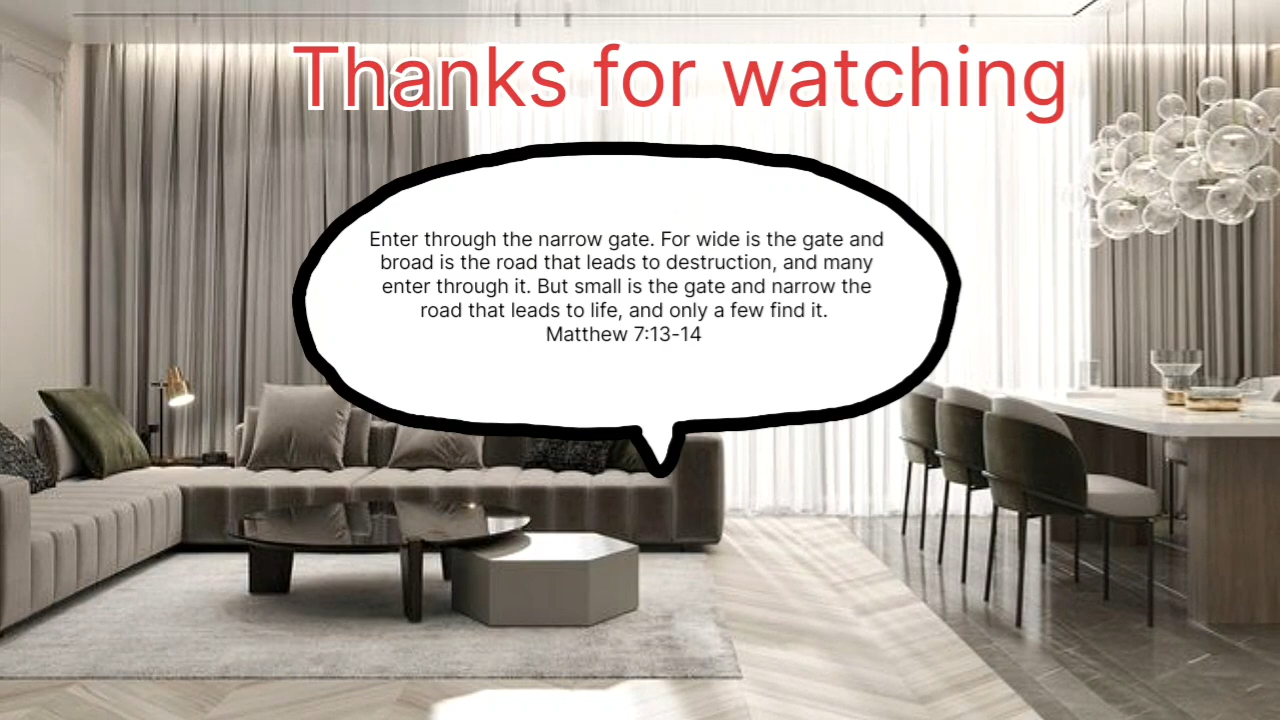 Thanks for watching
Enter through the narrow gate. For wide is the gate and
broad is the road that leads to destruction, and many
enter through it. But small is the gate and narrow the
road that leads to life, and only a few find it.
Matthew 7:13-14